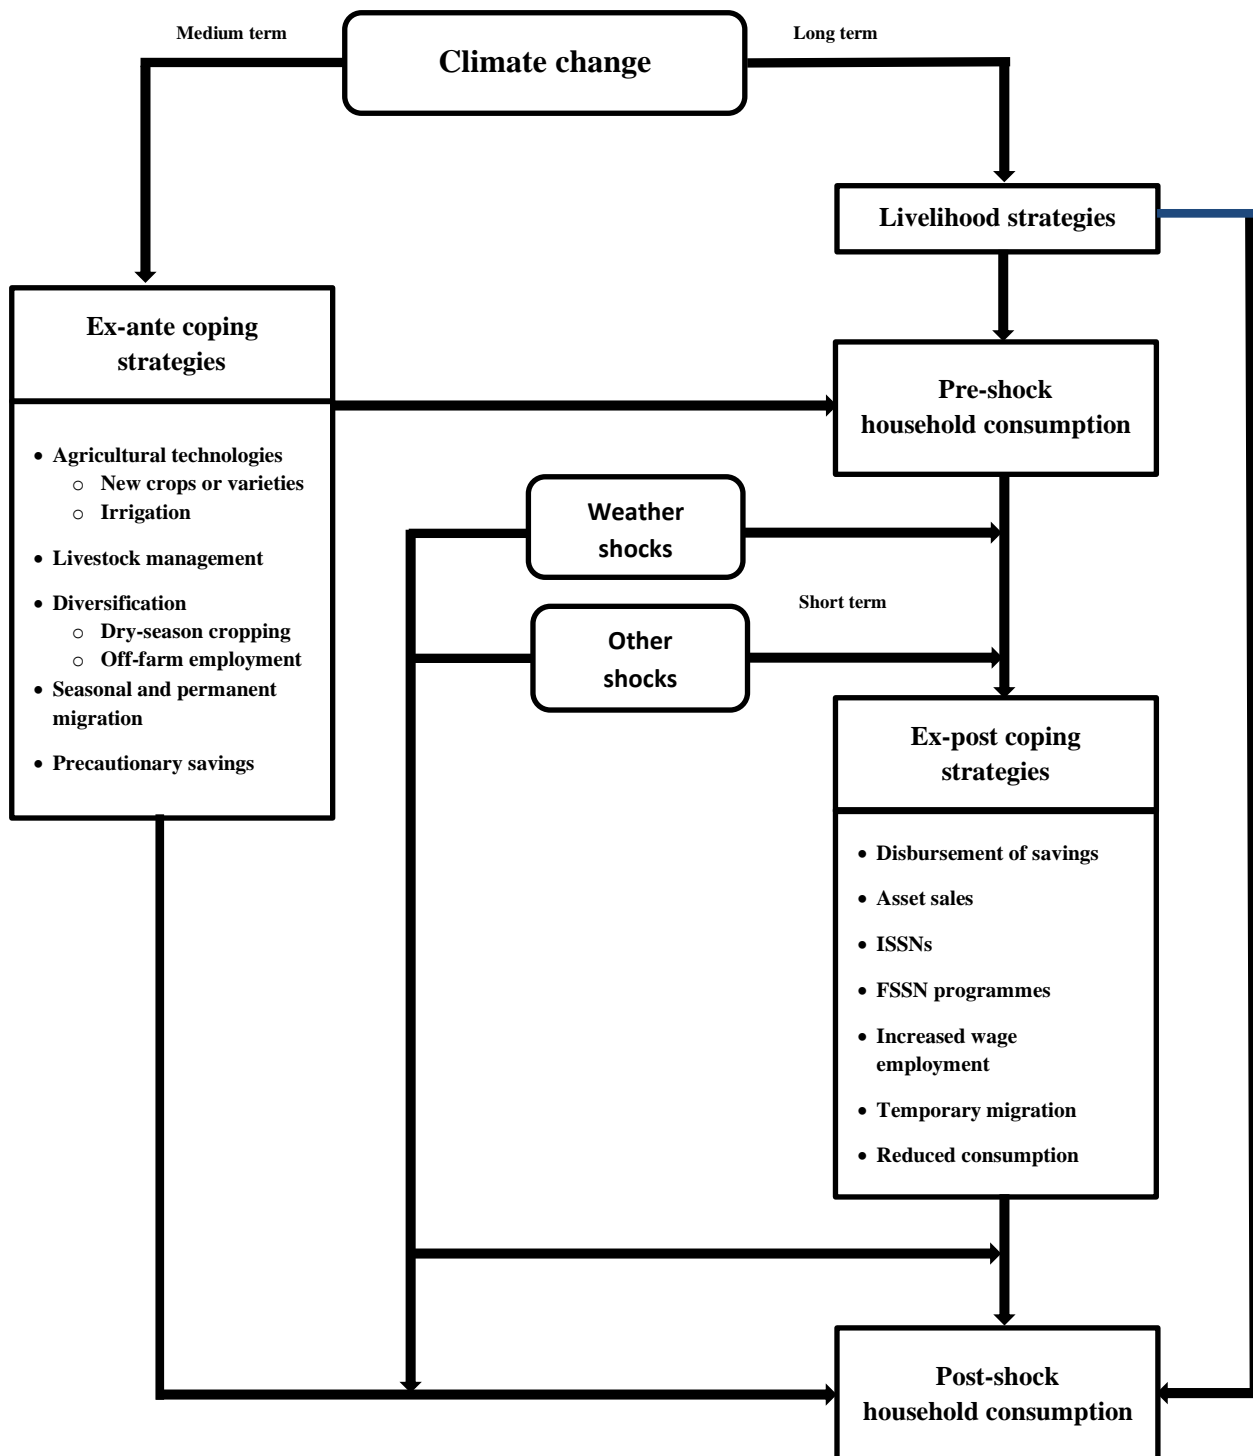 Medium term
Climate change
Long term
Livelihood strategies
Ex-ante coping
strategies
Pre-shock
household consumption
• Agricultural technologies
o New crops or varieties
o Irrigation
• Livestock management
• Diversification
o Dry-season cropping
o Off-farm employment
• Seasonal and permanent
migration
• Precautionary savings
Weather
shocks
Short term
Other
shocks
Ex-post coping
strategies
• Disbursement of savings
• Asset sales
• ISSNs
• FSSN programmes
• Increased wage
employment
• Temporary migration
• Reduced consumption
Post-shock
household consumption